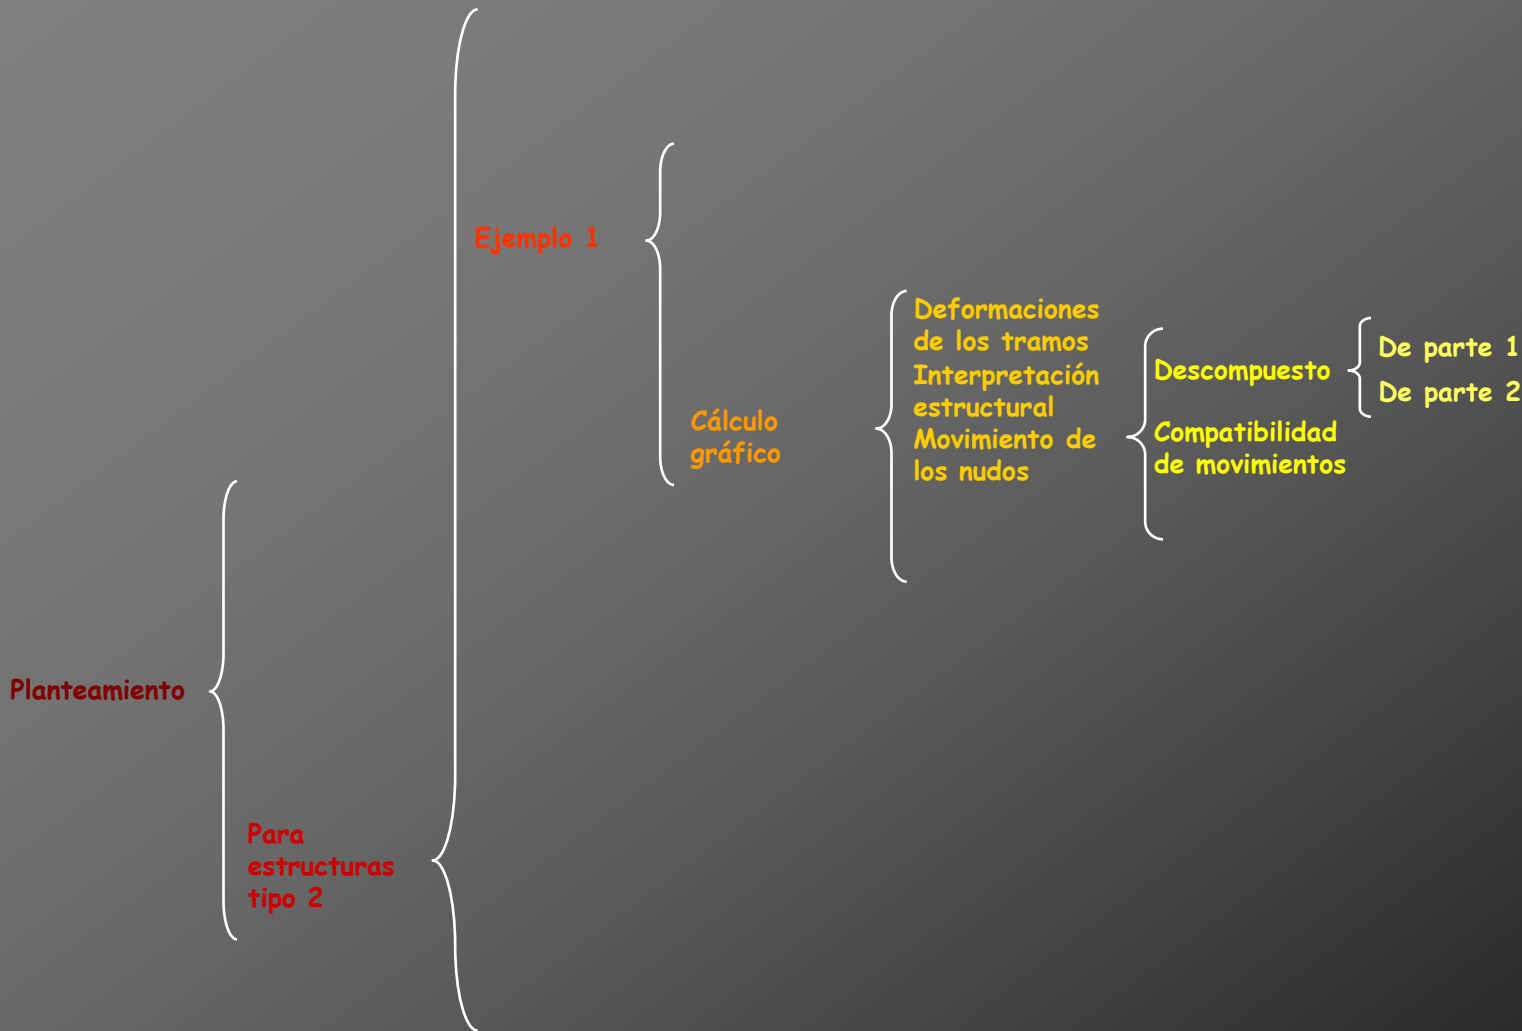 Planteamiento
Para
estructuras
tipo 2
Ejemplo 1
Cálculo
gráfico
Deformaciones
de los tramos
Interpretación
estructural
Movimiento de
los nudos
Descompuesto
De parte 1
De parte 2
Compatibilidad
de movimientos